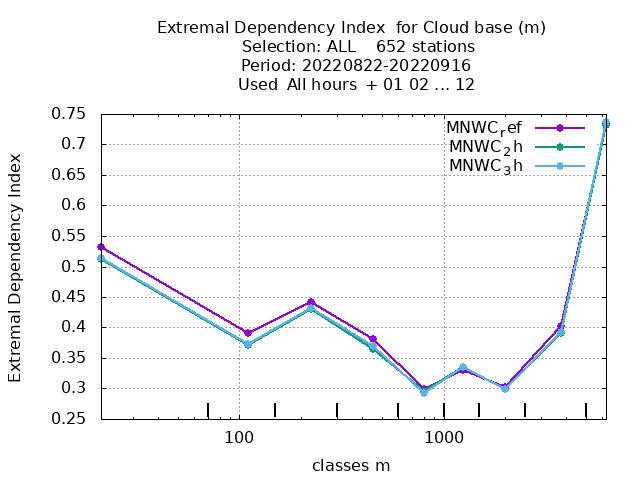 Extremal Dependency Index  for Cloud base (m)
Selection: ALL    652 stations
Period: 20220822-20220916
Used  All hours  + 01 02 ... 12
MNWC_ref
MNWC_2h
MNWC_3h
0.75
0.7
0.65
0.6
0.55
0.5
0.45
0.4
0.35
0.3
0.25
Extremal Dependency Index
100
1000
classes m